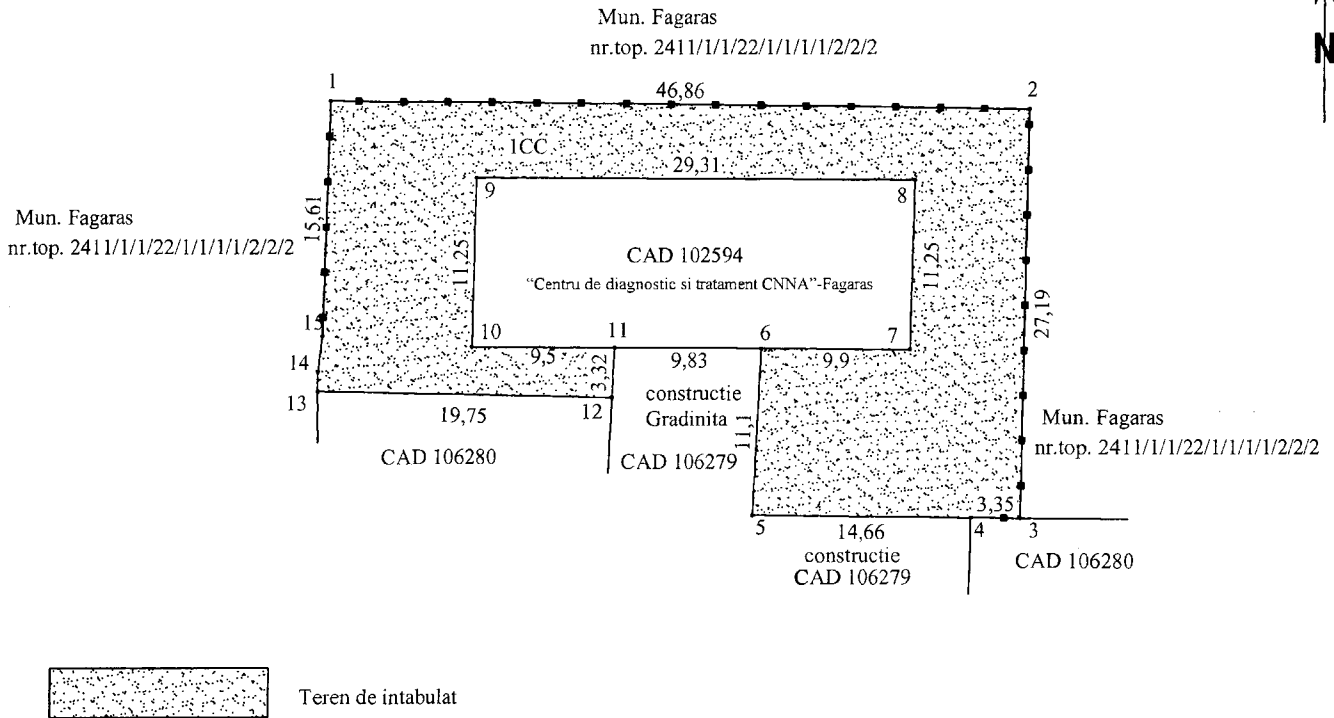 Mun. Fagaras
nr.top. 2411/1/1/22/1/1/1/1/2/2/2
N
1
46,86
2
1CC
29,31
9
8
Mun. Fagaras
nr.top. 2411/1/1/22/1/1/1/1/2/2/2
15,61
11,25
CAD 102594
"Centru de diagnostic si tratament CNNA"-Fagaras
11,25
27,19
15
10
11
6
7
9,5
9,83
9,9
14
3,32
13
19,75
12
constructie
Gradinita
11,1
CAD 106280
CAD 106279
Mun. Fagaras
nr.top. 2411/1/1/22/1/1/1/1/2/2/2
3,35
5
14,66
4
3
constructie
CAD 106279
CAD 106280
Teren de intabulat